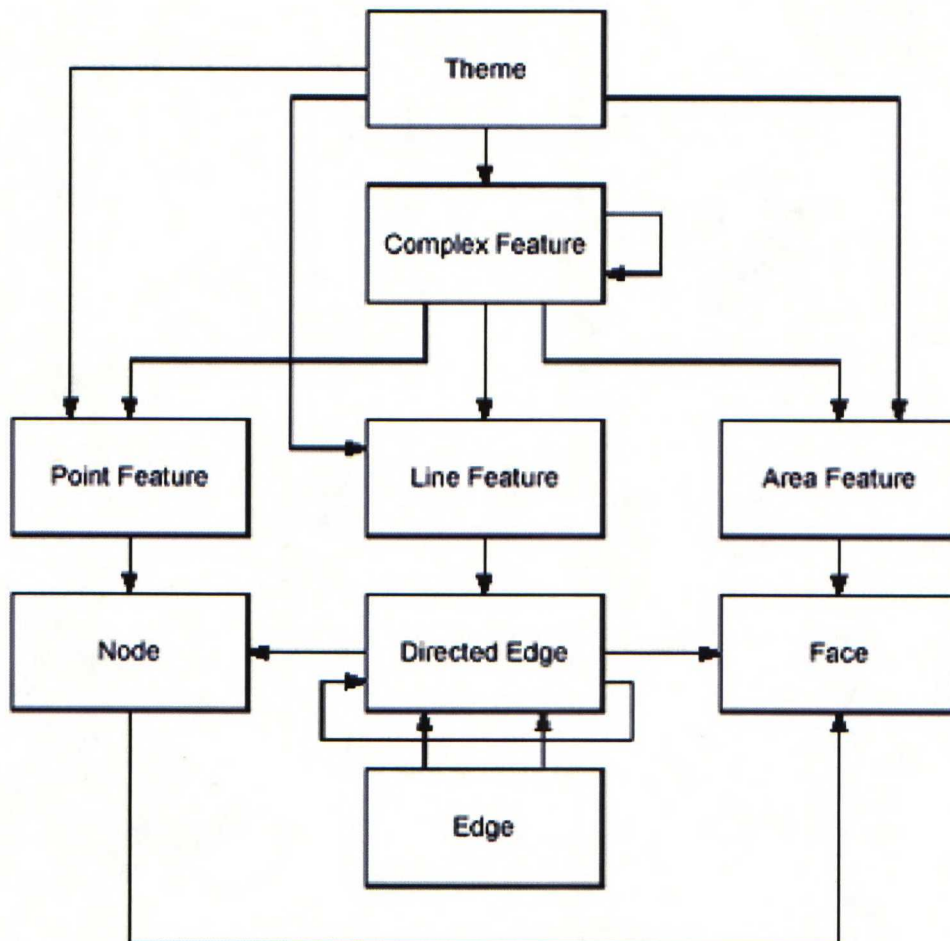 Theme
Complex Feature
Point Feature
Line Feature
Area Feature
Node
Directed Edge
Face
Edge